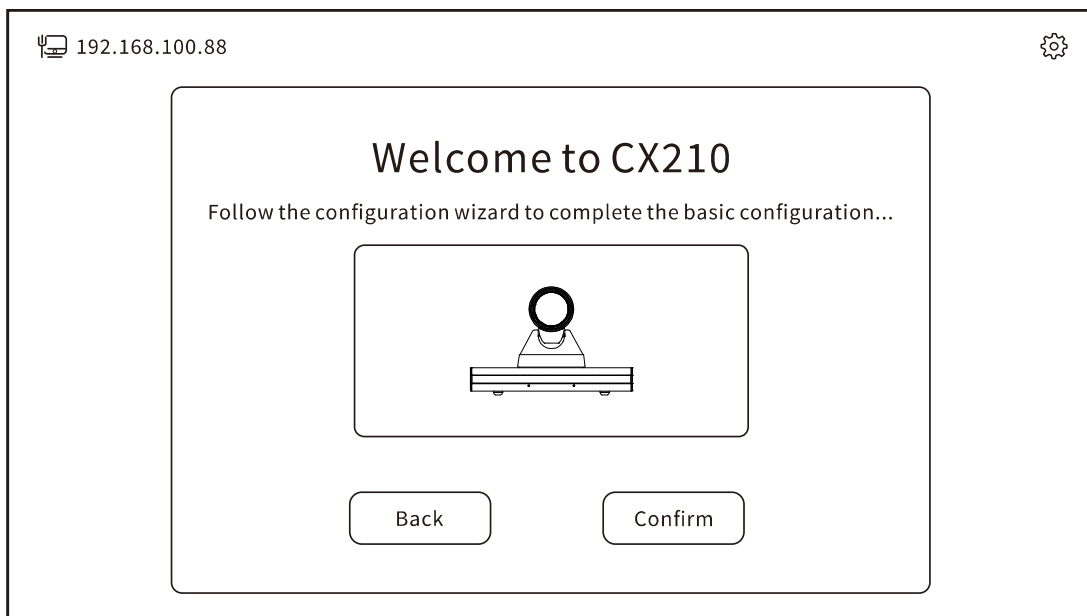 192.168.100.88
Welcome to CX210
Follow the configuration wizard to complete the basic configuration...
Back
Confirm